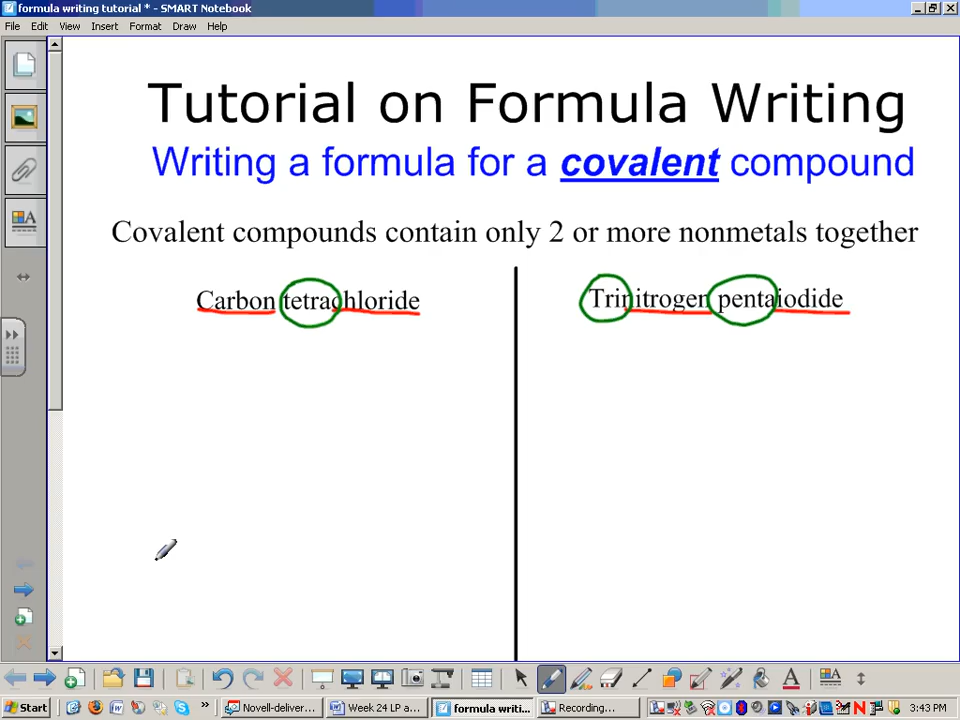 formula writing tutorial * - SMART Notebook
File Edit View Insert Format Draw Help
Tutorial on Formula Writing
Writing a formula for a covalent compound
Covalent compounds contain only 2 or more nonmetals together
Carbon tetrachloride
Trinitrogen pentaiodide
Start
Novell-deliver...
Week 24 LP a...
formula writi...
Recording...
3:43 PM